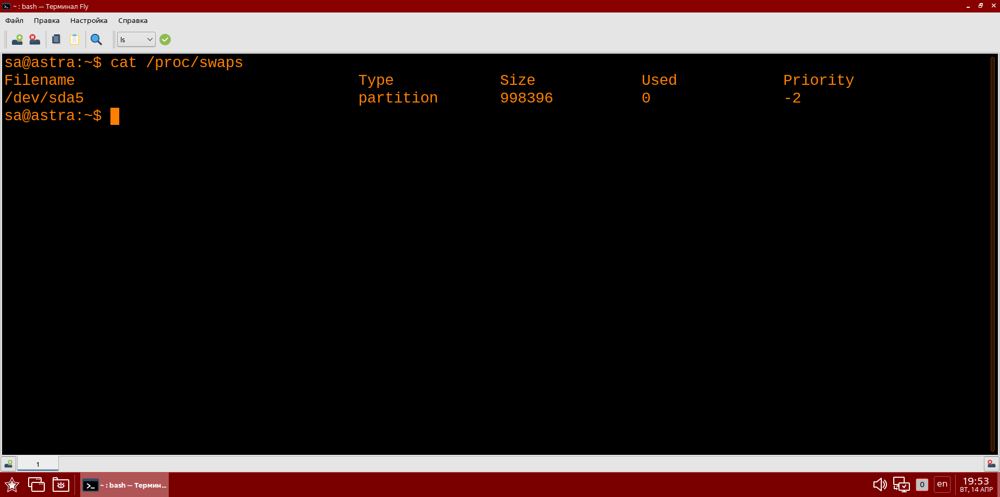 ~ : bash — Терминал Fly
Файл Правка Настройка Справка
ls
sa@astra:~$ cat /proc/swaps
Filename Type Size Used Priority
/dev/sda5 partition 998396 0 -2
sa@astra:~$
1
~ : bash — Термин...
0
en
19:53
ВТ, 14 АПР